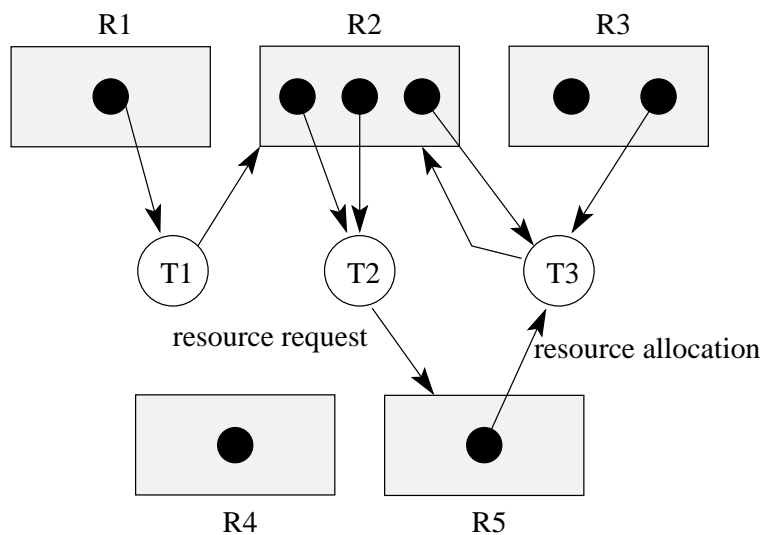 R1
R2
R3
T1
T2
T3
resource request
resource allocation
R4
R5